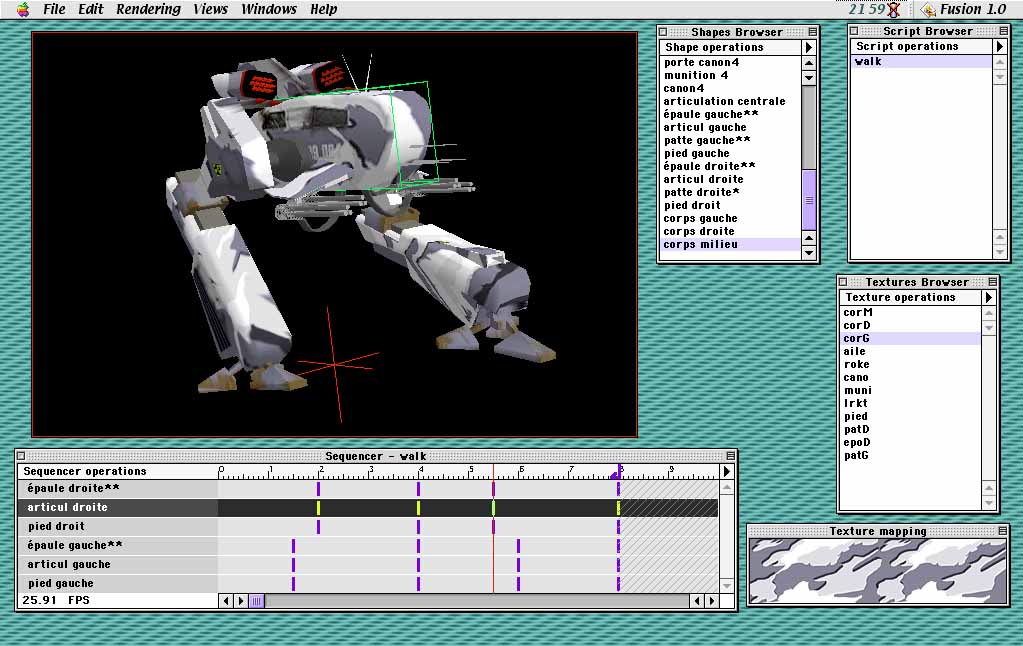 File Edit Rendering Views Windows Help 21 59 Fusion 1.0
Shapes Browser
Shape operations
porte canon4
munition 4
canon4
articulation centrale
épaule gauche**
articul gauche
patte gauche**
pied gauche
épaule droite**
articul droite
patte droite*
pied droit
corps gauche
corps droite
corps milieu
Script Browser
Script operations
walk
Textures Browser
Texture operations
corM
corD
corG
aile
roke
cano
muni
lrkt
pied
patD
epoD
patG
Sequencer - walk
Sequencer operations 0 1 2 3 4 5 6 7 8 9
épaule droite**
articul droite
pied droit
épaule gauche**
articul gauche
pied gauche
25.91 FPS
Texture mapping